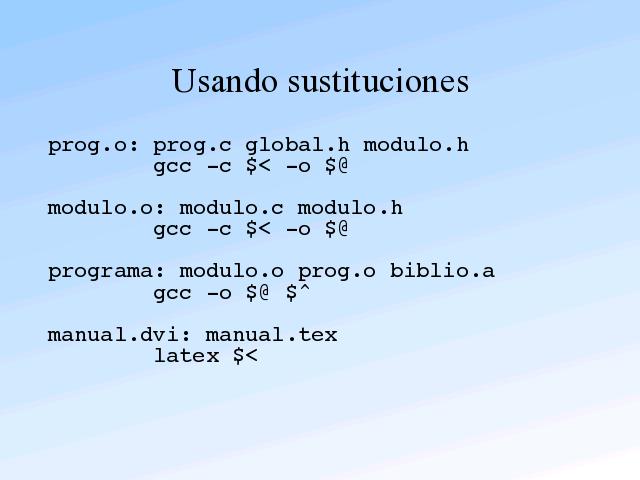 Usando sustituciones
prog.o: prog.c global.h modulo.h
gcc -c $< -o $@
modulo.o: modulo.c modulo.h
gcc -c $< -o $@
programa: modulo.o prog.o biblio.a
gcc -o $@ $^
manual.dvi: manual.tex
latex $<